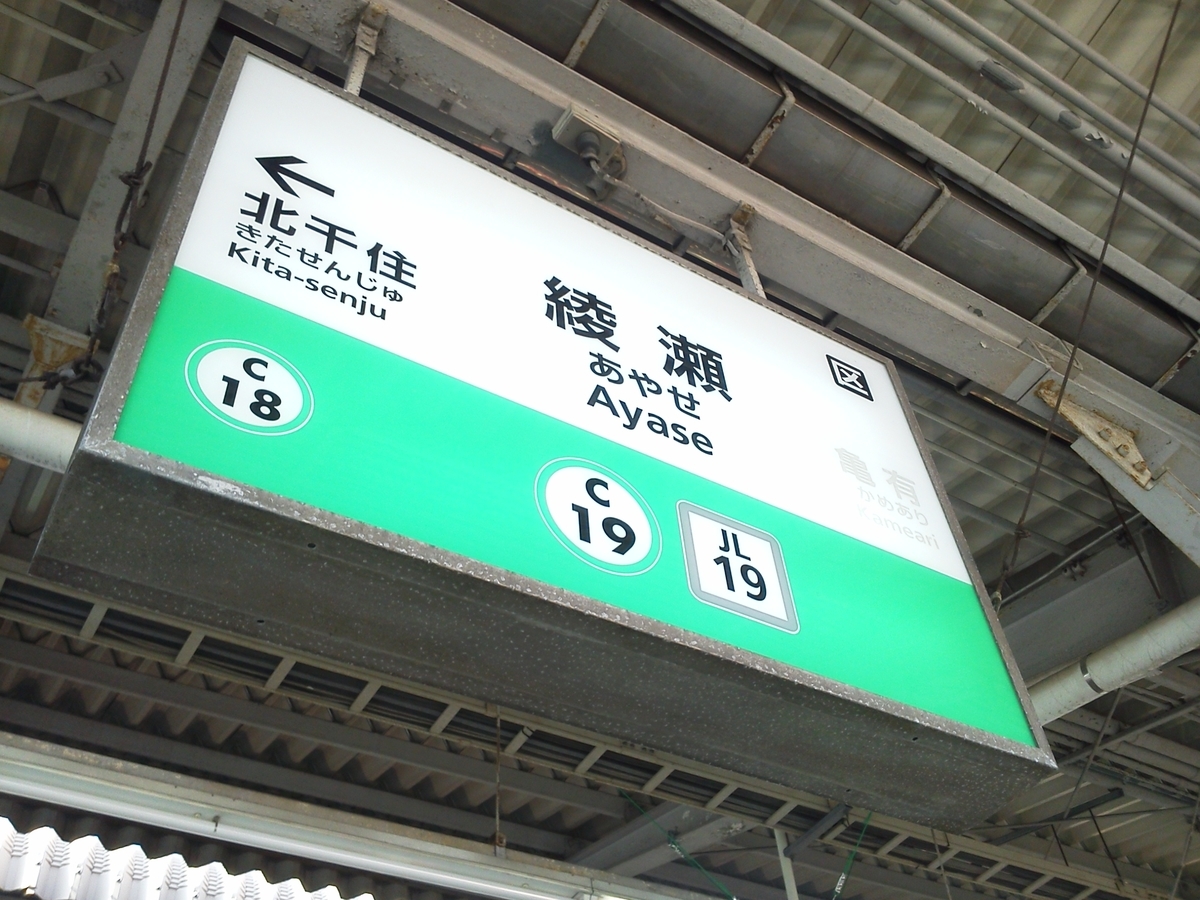 ←
北千住
きたせんじゅ
Kita-senju
綾瀬
あやせ
Ayase
区
亀有
かめあり
Kameari
C
18
C
19
JL
19